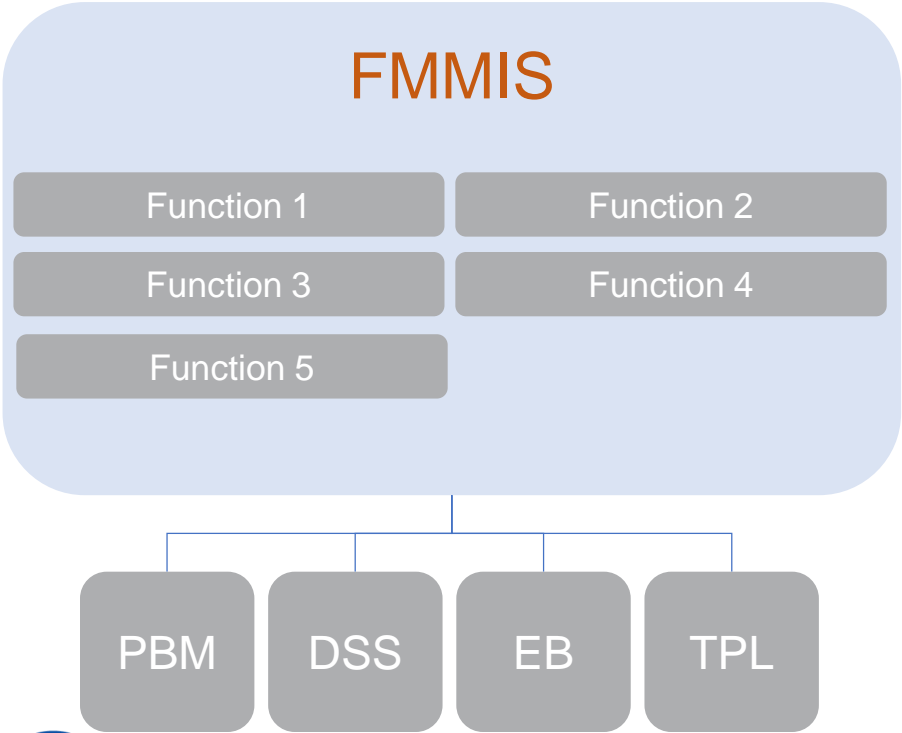 FMMIS
Function 1 Function 2
Function 3 Function 4
Function 5
PBM DSS EB TPL